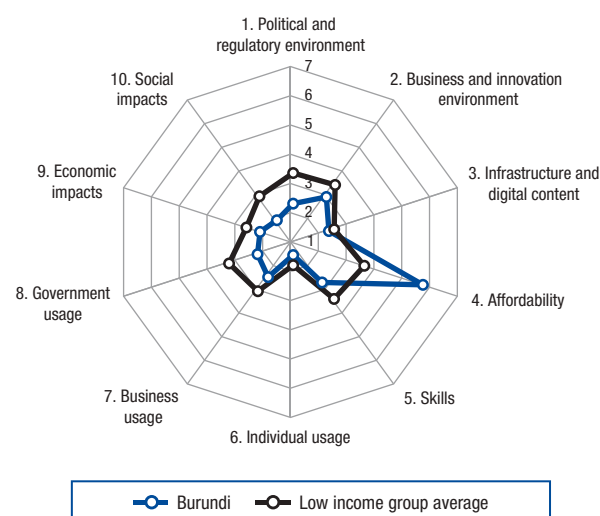 1. Political and
regulatory environment
2. Business and innovation
environment
3. Infrastructure and
digital content
4. Affordability
5. Skills
6. Individual usage
7. Business
usage
8. Government
usage
9. Economic
impacts
10. Social
impacts
7
6
5
4
3
2
1
Burundi
Low income group average